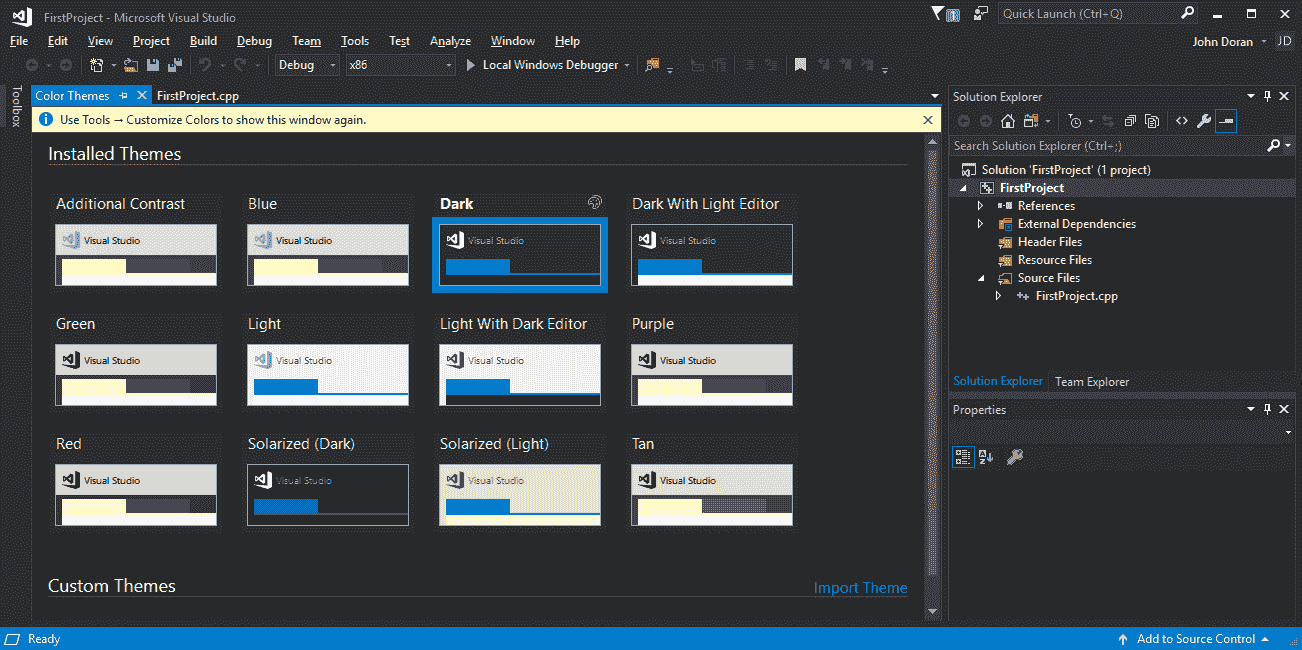 FirstProject - Microsoft Visual Studio
Quick Launch (Ctrl+Q)
File Edit View Project Build Debug Team Tools Test Analyze Window Help
John Doran JD
Debug x86 Local Windows Debugger
Toolbox
Color Themes FirstProject.cpp
Use Tools → Customize Colors to show this window again.
Installed Themes
Additional Contrast Blue Dark Dark With Light Editor
Visual Studio Visual Studio Visual Studio Visual Studio
Green Light Light With Dark Editor Purple
Visual Studio Visual Studio Visual Studio Visual Studio
Red Solarized (Dark) Solarized (Light) Tan
Visual Studio Visual Studio Visual Studio Visual Studio
Custom Themes Import Theme
Solution Explorer
Search Solution Explorer (Ctrl+;)
Solution 'FirstProject' (1 project)
FirstProject
References
External Dependencies
Header Files
Resource Files
Source Files
FirstProject.cpp
Solution Explorer Team Explorer
Properties
Ready
Add to Source Control